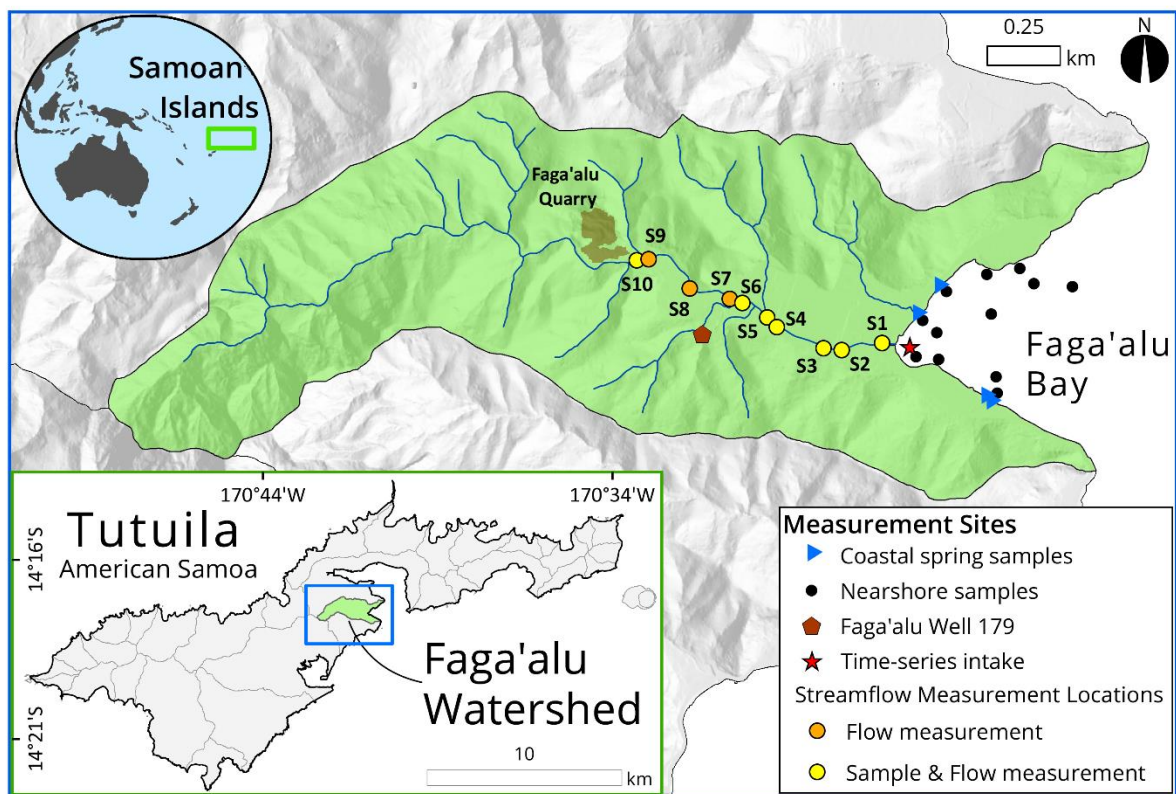 Samoan
Islands
0.25
km
N
Faga'alu
Quarry
S9
S10
S7
S6
S8
S5
S4
S3
S2
S1
Faga'alu
Bay
170°44'W
170°34'W
14°16'S
14°21'S
Tutuila
American Samoa
Faga'alu
Watershed
10
km
Measurement Sites
Coastal spring samples
Nearshore samples
Faga'alu Well 179
Time-series intake
Streamflow Measurement Locations
Flow measurement
Sample & Flow measurement